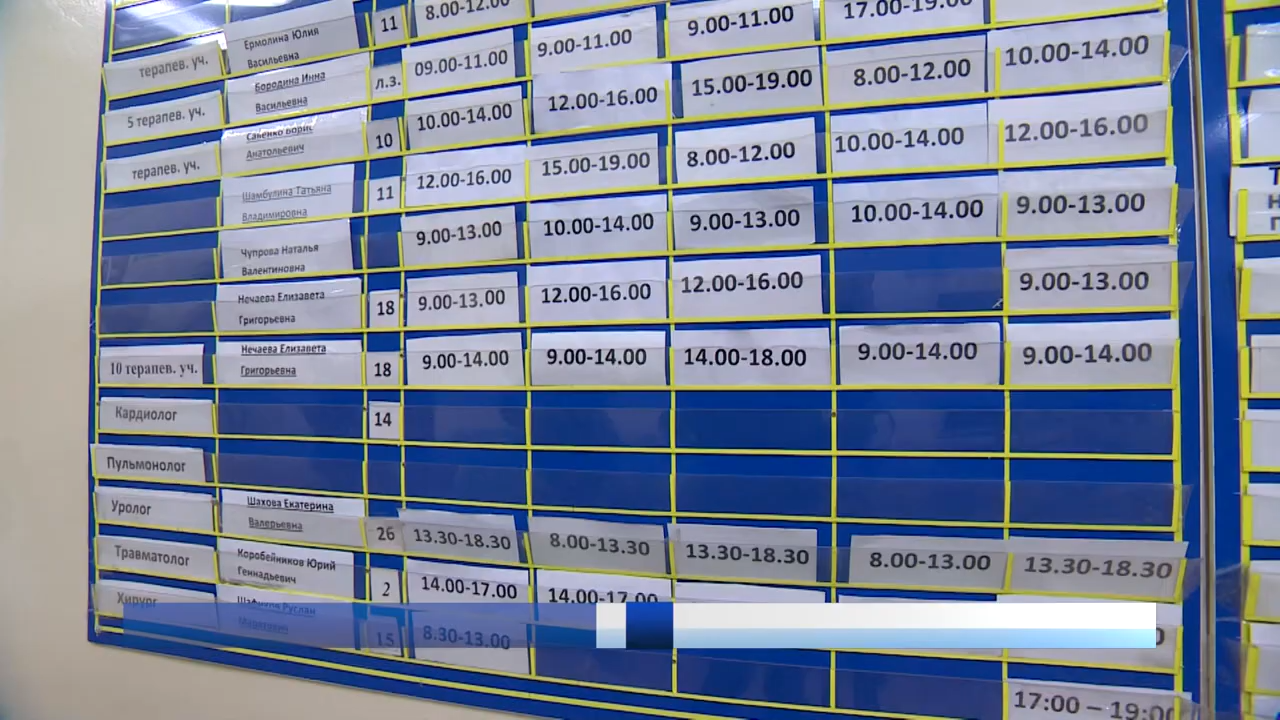 Ермолина Юлия
Васильевна
11
8.00-12.00
9.00-11.00
9.00-11.00
17.00-19.00
терапев. уч.
Бородина Инна
Васильевна
л.з.
09.00-11.00
12.00-16.00
15.00-19.00
8.00-12.00
10.00-14.00
5 терапев. уч.
Савенко Борис
Анатольевич
10
10.00-14.00
15.00-19.00
8.00-12.00
10.00-14.00
12.00-16.00
терапев. уч.
Шамбулина Татьяна
Владимировна
11
12.00-16.00
10.00-14.00
9.00-13.00
10.00-14.00
9.00-13.00
Чупрова Наталья
Валентиновна
9.00-13.00
12.00-16.00
12.00-16.00
9.00-13.00
Нечаева Елизавета
Григорьевна
18
9.00-13.00
10 терапев. уч.
Нечаева Елизавета
Григорьевна
18
9.00-14.00
9.00-14.00
14.00-18.00
9.00-14.00
9.00-14.00
Кардиолог
14
Пульмонолог
Уролог
Шахова Екатерина
Валерьевна
26
13.30-18.30
8.00-13.30
13.30-18.30
8.00-13.00
13.30-18.30
Травматолог
Коробейников Юрий
Геннадьевич
2
14.00-17.00
14.00-17.00
Хирург
Руслан
15
8.30-13.00
17:00 – 19:00